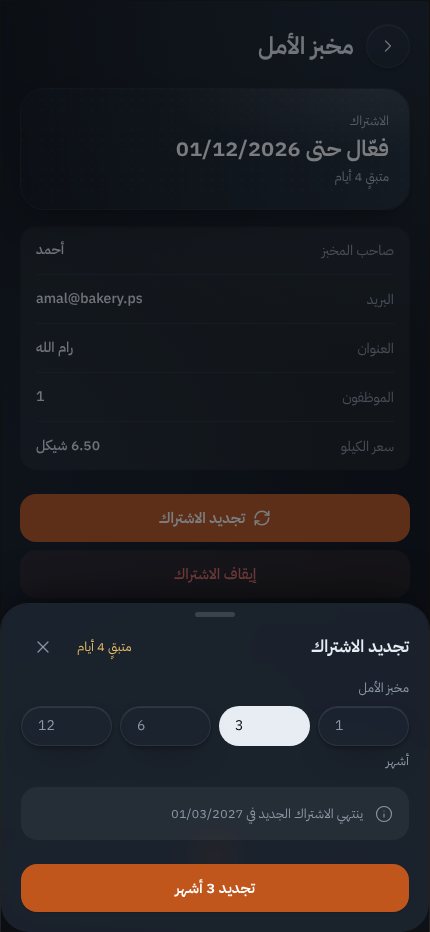 مخبز الأمل
الاشتراك
فعّال حتى 01/12/2026
متبقٍ 4 أيام
صاحب المخبز أحمد
البريد amal@bakery.ps
العنوان رام الله
الموظفون 1
سعر الكيلو 6.50 شيكل
تجديد الاشتراك
إيقاف الاشتراك
تجديد الاشتراك متبقٍ 4 أيام
مخبز الأمل
1 3 6 12
أشهر
ينتهي الاشتراك الجديد في 01/03/2027
تجديد 3 أشهر